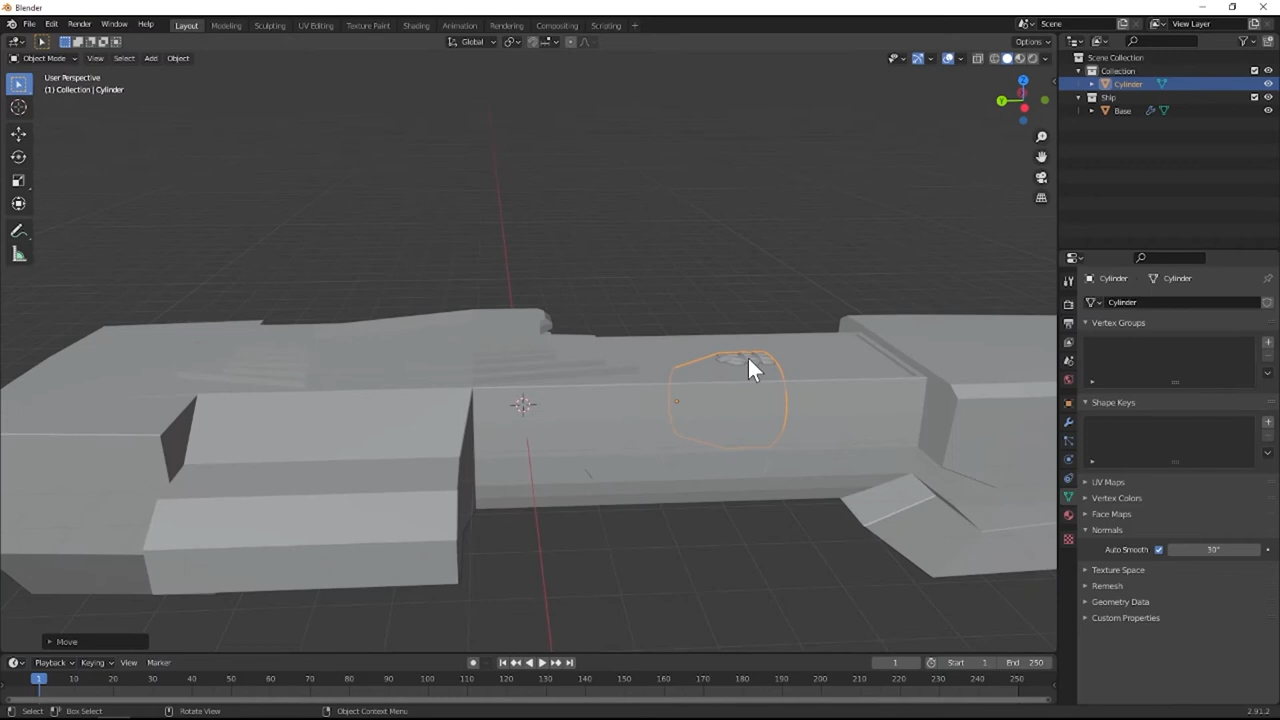 Blender
File Edit Render Window Help
Layout Modeling Sculpting UV Editing Texture Paint Shading Animation Rendering Compositing Scripting +
Scene
View Layer
Global
Options
Object Mode View Select Add Object
User Perspective
(1) Collection | Cylinder
Scene Collection
Collection
Cylinder
Ship
Base
Z
Y
Cylinder Cylinder
Cylinder
Vertex Groups
Shape Keys
UV Maps
Vertex Colors
Face Maps
Normals
Auto Smooth 30°
Texture Space
Remesh
Geometry Data
Custom Properties
Move
Playback Keying View Marker
1 Start 1 End 250
1 10 20 30 40 50 60 70 80 90 100 110 120 130 140 150 160 170 180 190 200 210 220 230 240 250
Select Box Select Rotate View Object Context Menu 2.91.2